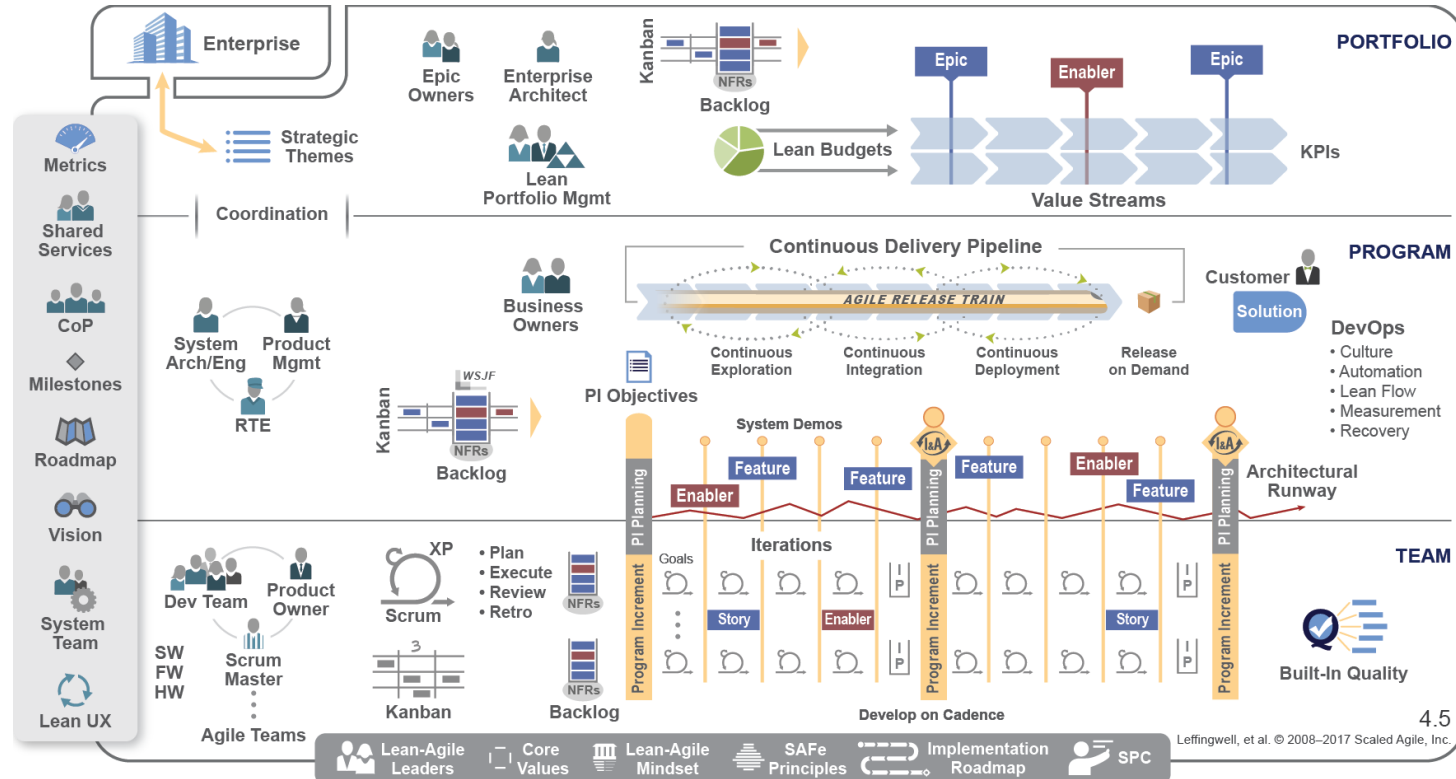 Enterprise
Strategic
Themes
Coordination
Epic
Owners
Enterprise
Architect
Lean
Portfolio Mgmt
Kanban
NFRs
Backlog
Lean Budgets
Epic
Enabler
Epic
KPIs
Value Streams
PORTFOLIO
Metrics
Shared
Services
CoP
Milestones
Roadmap
Vision
System
Team
Lean UX
PROGRAM
Business
Owners
Continuous Delivery Pipeline
AGILE RELEASE TRAIN
Continuous
Exploration
Continuous
Integration
Continuous
Deployment
Release
on Demand
Customer
Solution
DevOps
• Culture
• Automation
• Lean Flow
• Measurement
• Recovery
System
Arch/Eng
Product
Mgmt
RTE
Kanban
WSJF
NFRs
Backlog
PI Objectives
System Demos
I&A
I&A
Feature
Feature
Feature
Enabler
Enabler
Feature
Architectural
Runway
PI Planning
PI Planning
PI Planning
TEAM
Dev Team
Product
Owner
Scrum
Master
SW
FW
HW
Agile Teams
XP
Scrum
• Plan
• Execute
• Review
• Retro
NFRs
3
Kanban
NFRs
Backlog
Program Increment
Program Increment
Program Increment
Goals
Iterations
Story
Enabler
Story
I
P
I
P
I
P
I
P
Develop on Cadence
Built-In Quality
4.5
Leffingwell, et al. © 2008–2017 Scaled Agile, Inc.
Lean-Agile
Leaders
Core
Values
Lean-Agile
Mindset
SAFe
Principles
Implementation
Roadmap
SPC